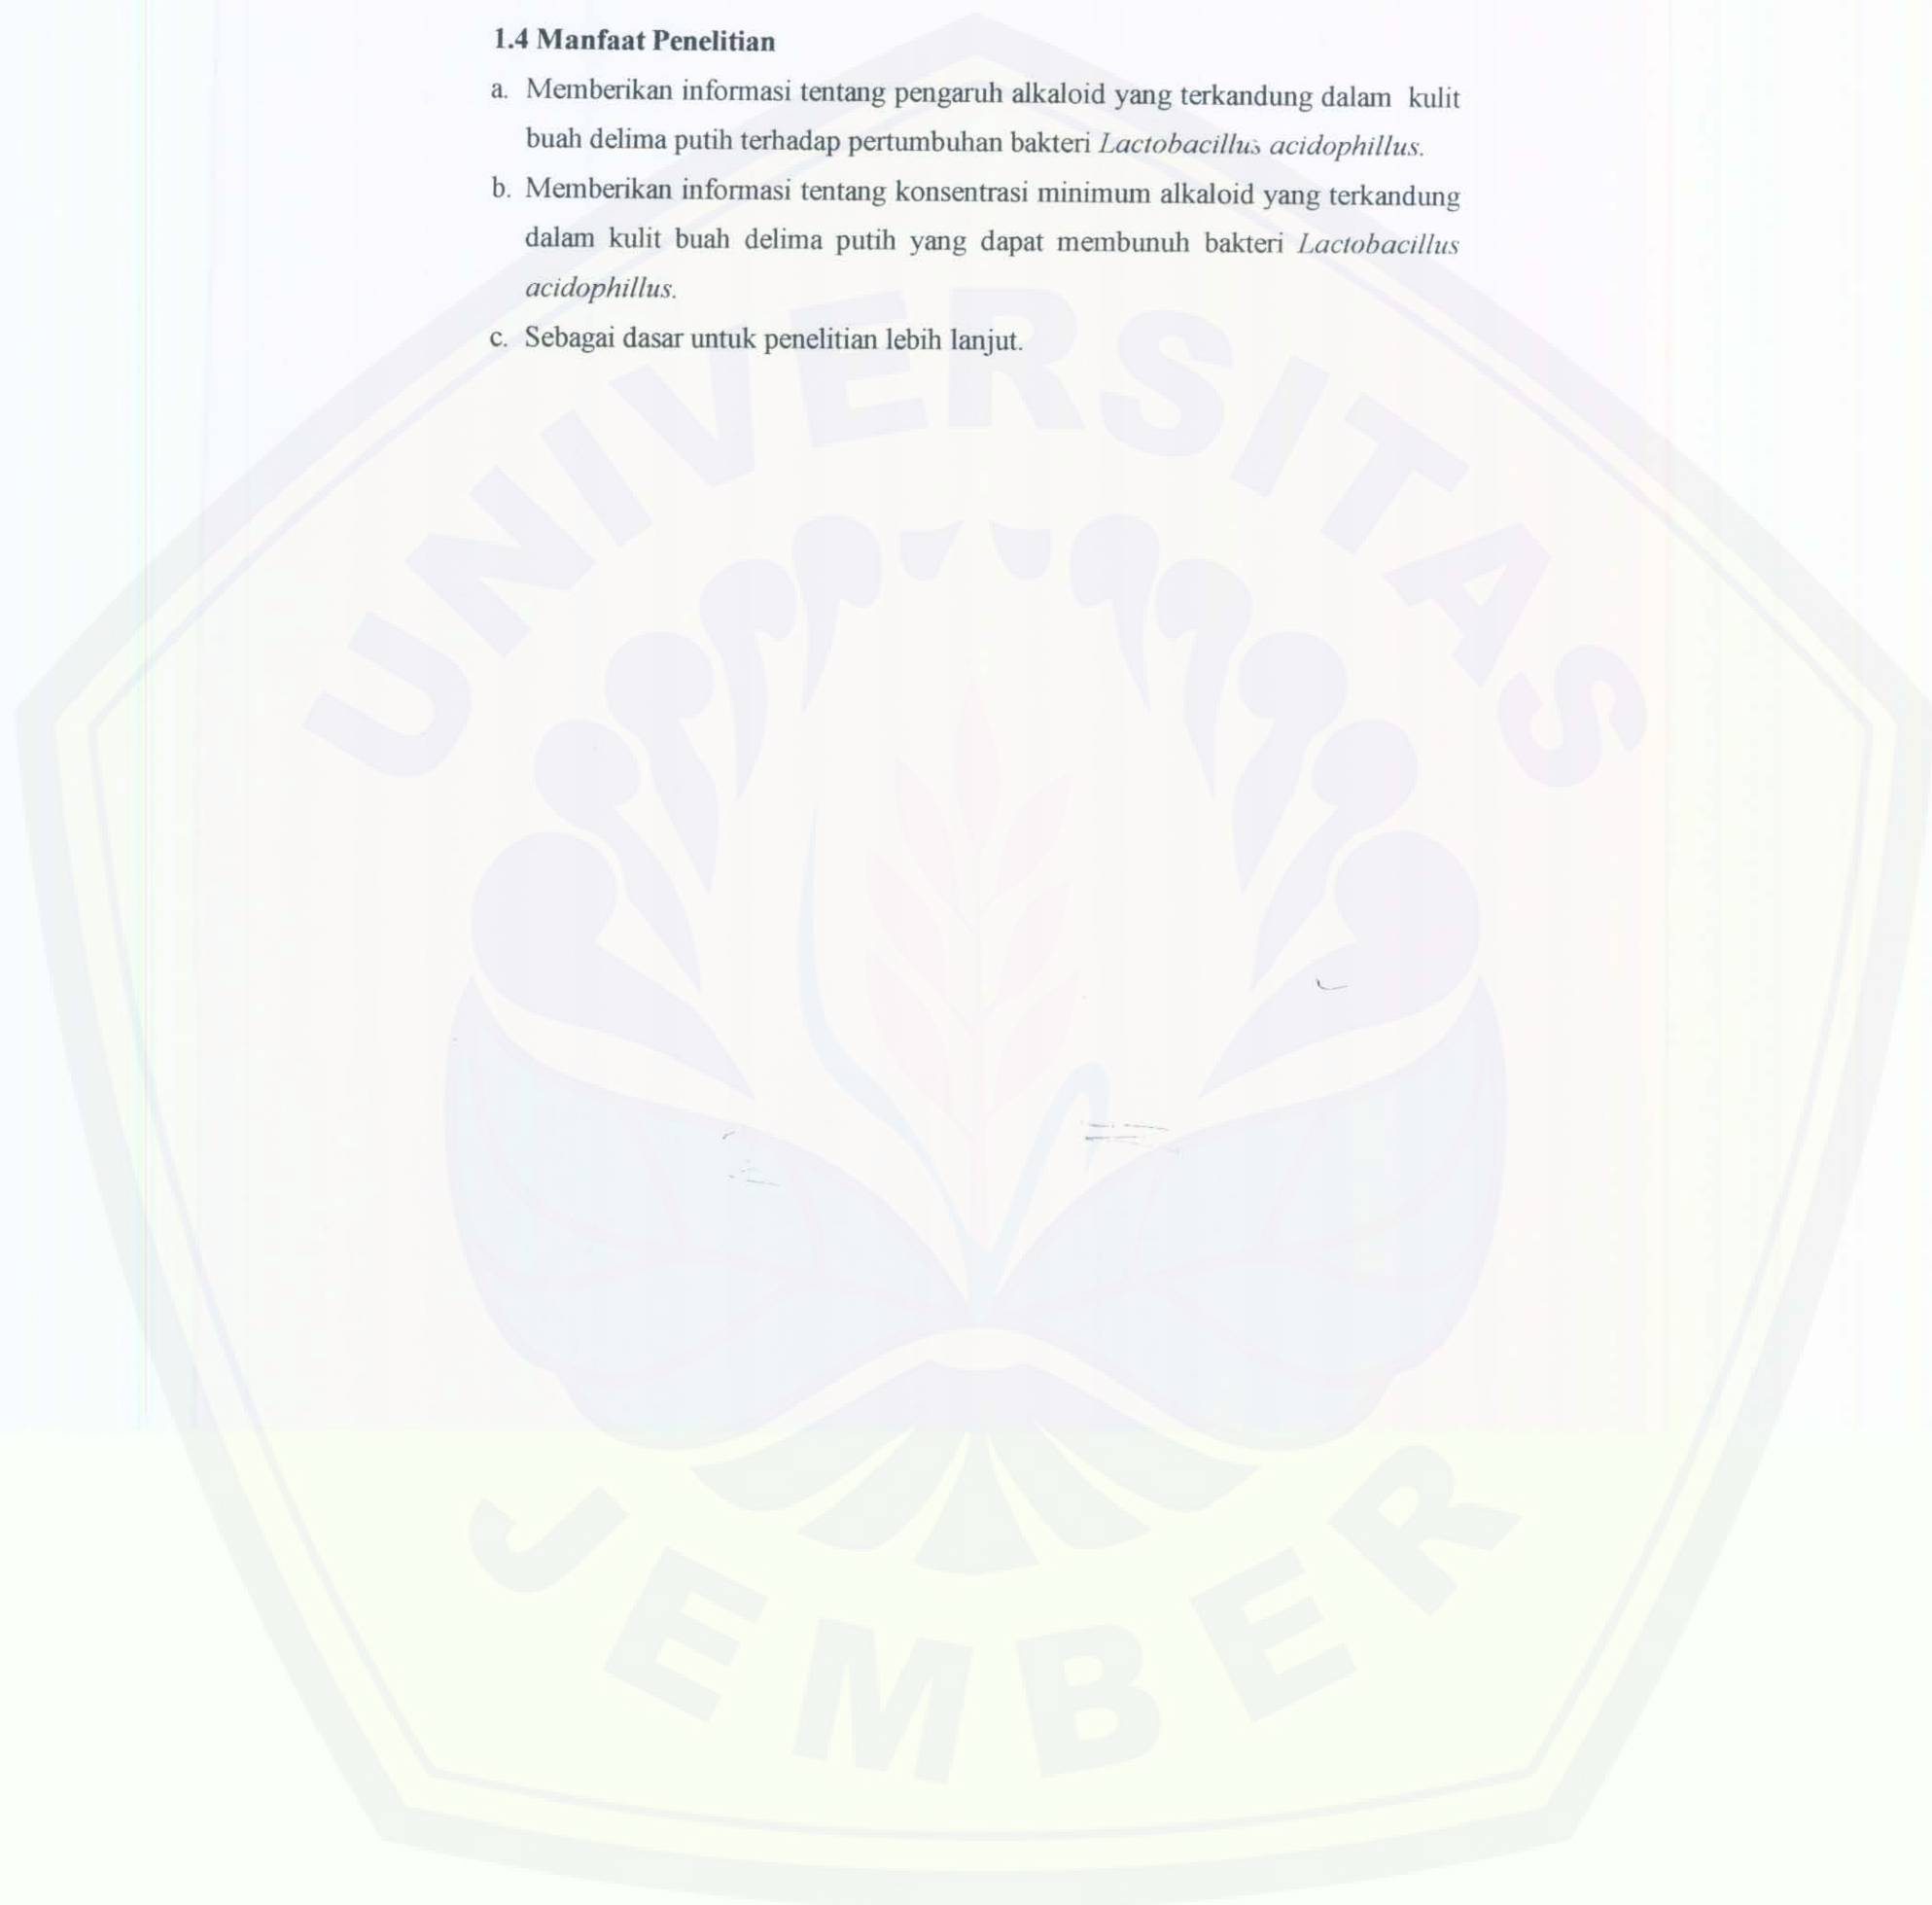 1.4 Manfaat Penelitian
a. Memberikan informasi tentang pengaruh alkaloid yang terkandung dalam kulit
buah delima putih terhadap pertumbuhan bakteri Lactobacillus acidophillus.
b. Memberikan informasi tentang konsentrasi minimum alkaloid yang terkandung
dalam kulit buah delima putih yang dapat membunuh bakteri Lactobacillus
acidophillus.
c. Sebagai dasar untuk penelitian lebih lanjut.
UNIVERSITAS
JEMBER